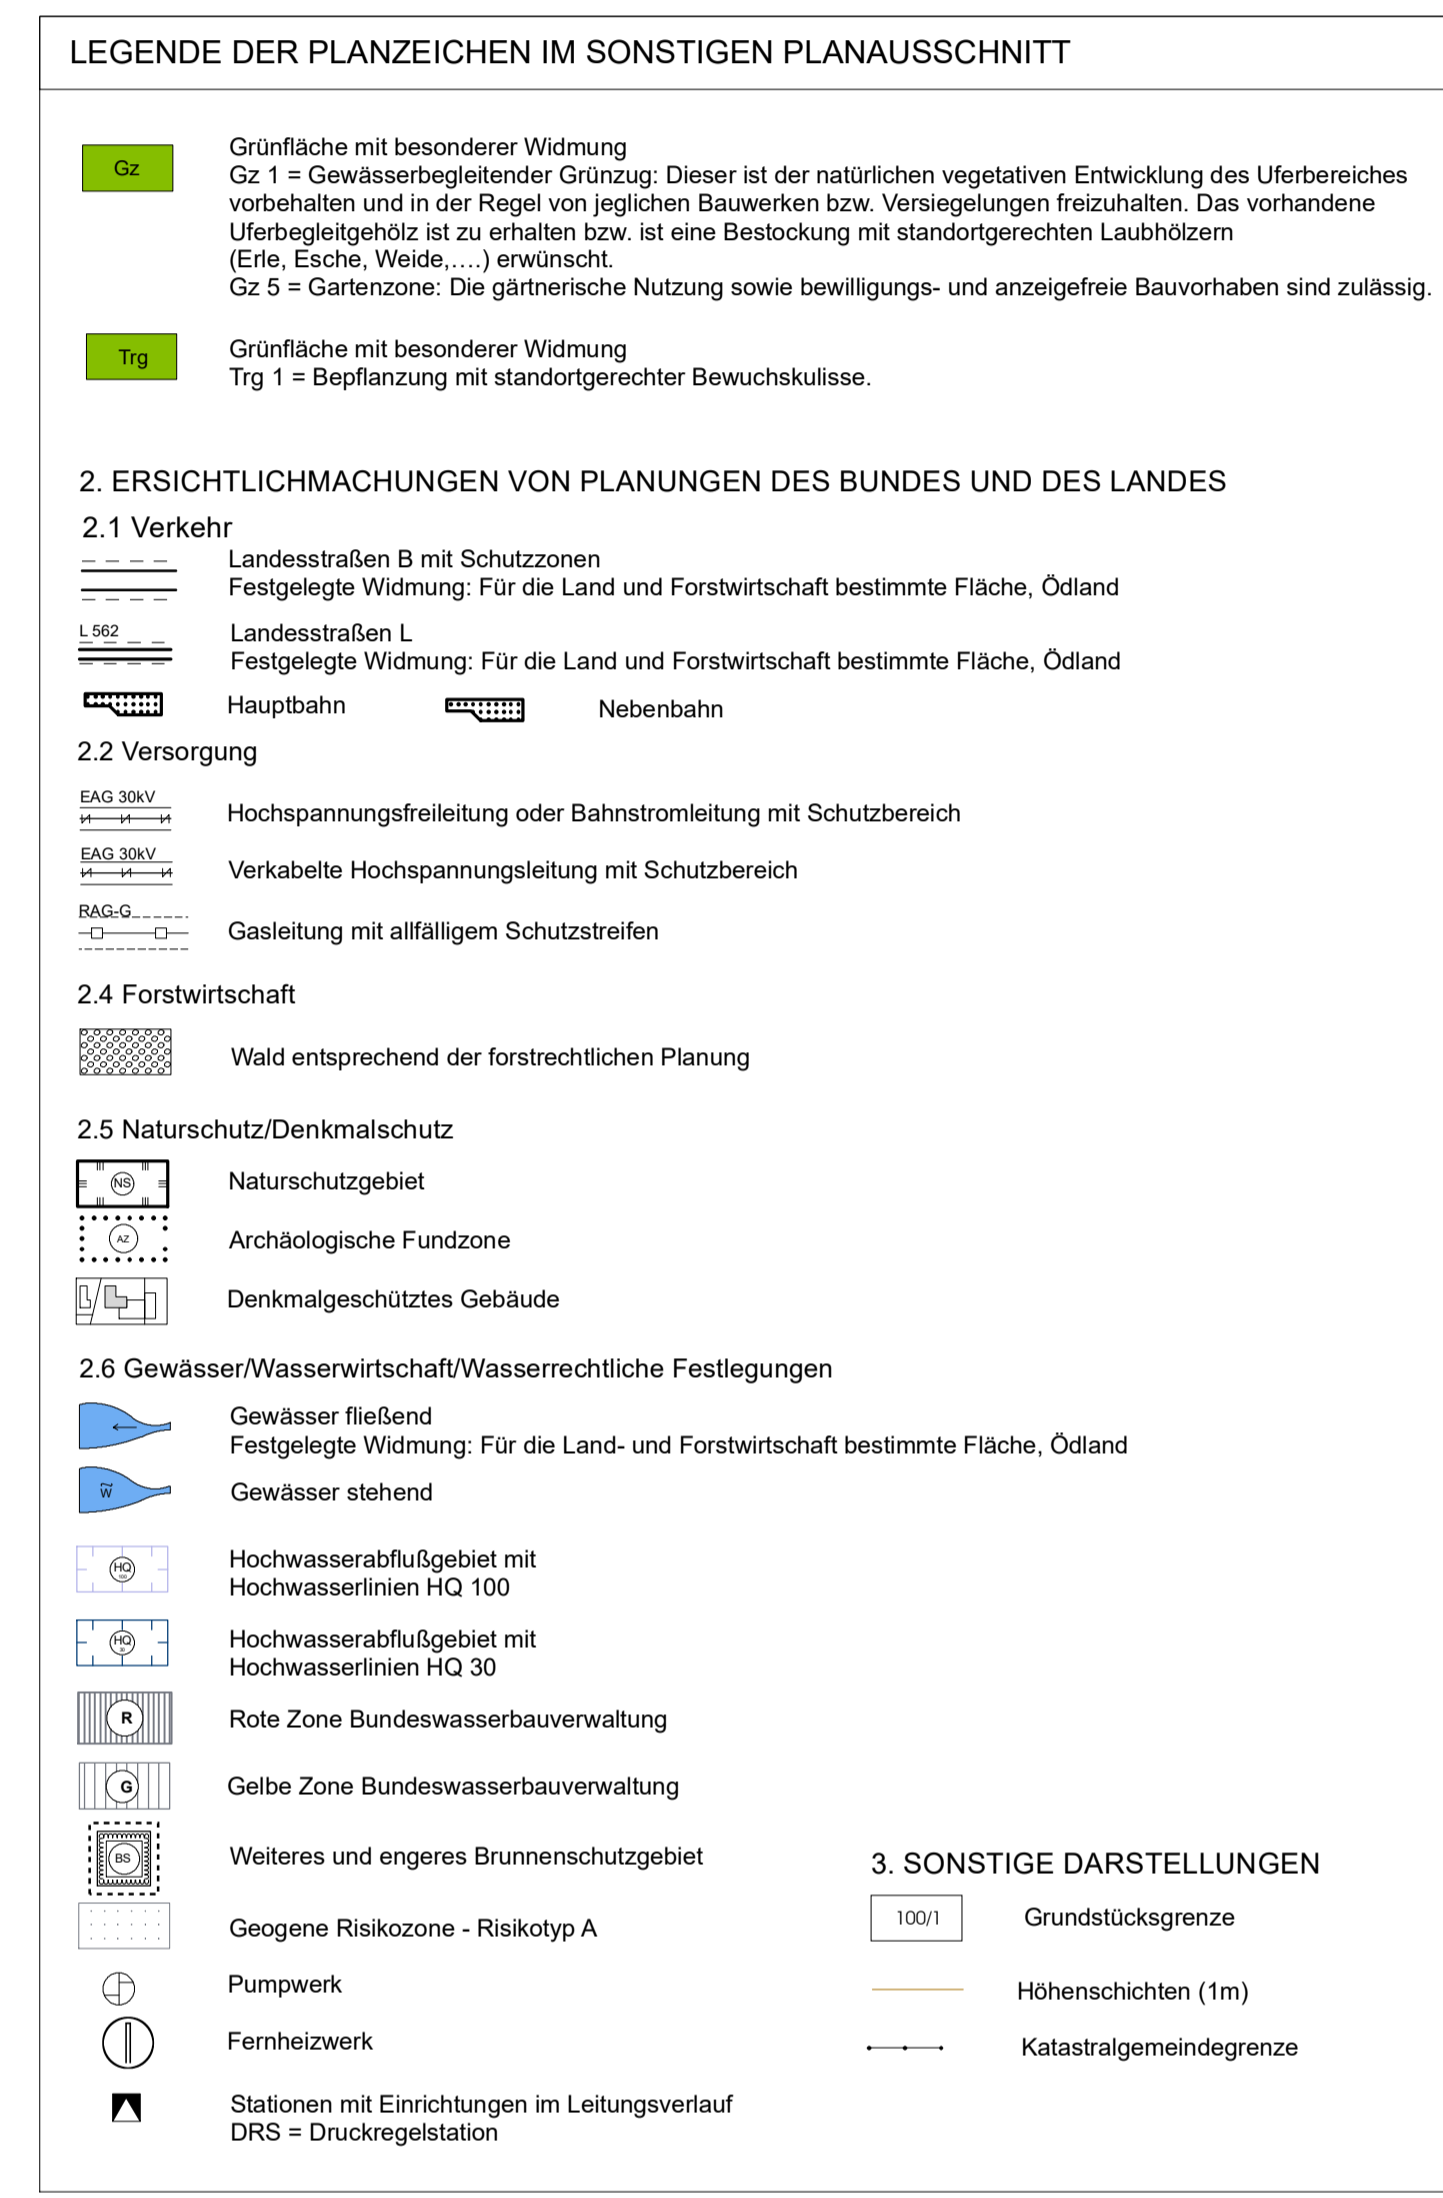 LEGENDE DER PLANZEICHEN IM SONSTIGEN PLANAUSSCHNITT
Gz
Grünfläche mit besonderer Widmung
Gz 1 = Gewässerbegleitender Grünzug: Dieser ist der natürlichen vegetativen Entwicklung des Uferbereiches
vorbehalten und in der Regel von jeglichen Bauwerken bzw. Versiegelungen freizuhalten. Das vorhandene
Uferbegleitgehölz ist zu erhalten bzw. ist eine Bestockung mit standortgerechten Laubhölzern
(Erle, Esche, Weide,....) erwünscht.
Gz 5 = Gartenzone: Die gärtnerische Nutzung sowie bewilligungs- und anzeigefreie Bauvorhaben sind zulässig.
Trg
Grünfläche mit besonderer Widmung
Trg 1 = Bepflanzung mit standortgerechter Bewuchskulisse.
2. ERSICHTLICHMACHUNGEN VON PLANUNGEN DES BUNDES UND DES LANDES
2.1 Verkehr
Landesstraßen B mit Schutzzonen
Festgelegte Widmung: Für die Land und Forstwirtschaft bestimmte Fläche, Ödland
L 562
Landesstraßen L
Festgelegte Widmung: Für die Land und Forstwirtschaft bestimmte Fläche, Ödland
Hauptbahn
Nebenbahn
2.2 Versorgung
EAG 30kV
Hochspannungsfreileitung oder Bahnstromleitung mit Schutzbereich
EAG 30kV
Verkabelte Hochspannungsleitung mit Schutzbereich
RAG-G
Gasleitung mit allfälligem Schutzstreifen
2.4 Forstwirtschaft
Wald entsprechend der forstrechtlichen Planung
2.5 Naturschutz/Denkmalschutz
NS
Naturschutzgebiet
AZ
Archäologische Fundzone
Denkmalgeschütztes Gebäude
2.6 Gewässer/Wasserwirtschaft/Wasserrechtliche Festlegungen
Gewässer fließend
Festgelegte Widmung: Für die Land- und Forstwirtschaft bestimmte Fläche, Ödland
W
Gewässer stehend
HQ
100
Hochwasserabflußgebiet mit
Hochwasserlinien HQ 100
HQ
30
Hochwasserabflußgebiet mit
Hochwasserlinien HQ 30
R
Rote Zone Bundeswasserbauverwaltung
G
Gelbe Zone Bundeswasserbauverwaltung
BS
Weiteres und engeres Brunnenschutzgebiet
Geogene Risikozone - Risikotyp A
Pumpwerk
Fernheizwerk
Stationen mit Einrichtungen im Leitungsverlauf
DRS = Druckregelstation
3. SONSTIGE DARSTELLUNGEN
100/1
Grundstücksgrenze
Höhenschichten (1m)
Katastralgemeindegrenze